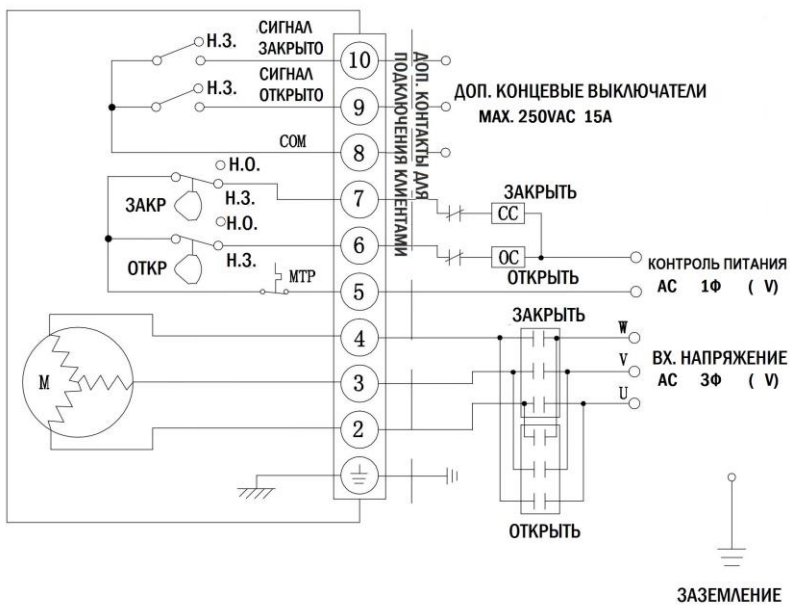 СИГНАЛ
ЗАКРЫТО
Н.З.
10
СИГНАЛ
ОТКРЫТО
Н.З.
9
ДОП. КОНЦЕВЫЕ ВЫКЛЮЧАТЕЛИ
MAX. 250VAC 15A
COM
8
ДОП. КОНТАКТЫ ДЛЯ
ПОДКЛЮЧЕНИЯ КЛИЕНТАМИ
Н.О.
ЗАКР
Н.З.
7
ЗАКРЫТЬ
CC
Н.О.
ОТКР
Н.З.
6
OC
ОТКРЫТЬ
MTP
5
КОНТРОЛЬ ПИТАНИЯ
AC 1Ф ( V)
ЗАКРЫТЬ
4
W
M
3
V
ВХ. НАПРЯЖЕНИЕ
AC 3Ф ( V)
2
U
ОТКРЫТЬ
ЗАЗЕМЛЕНИЕ